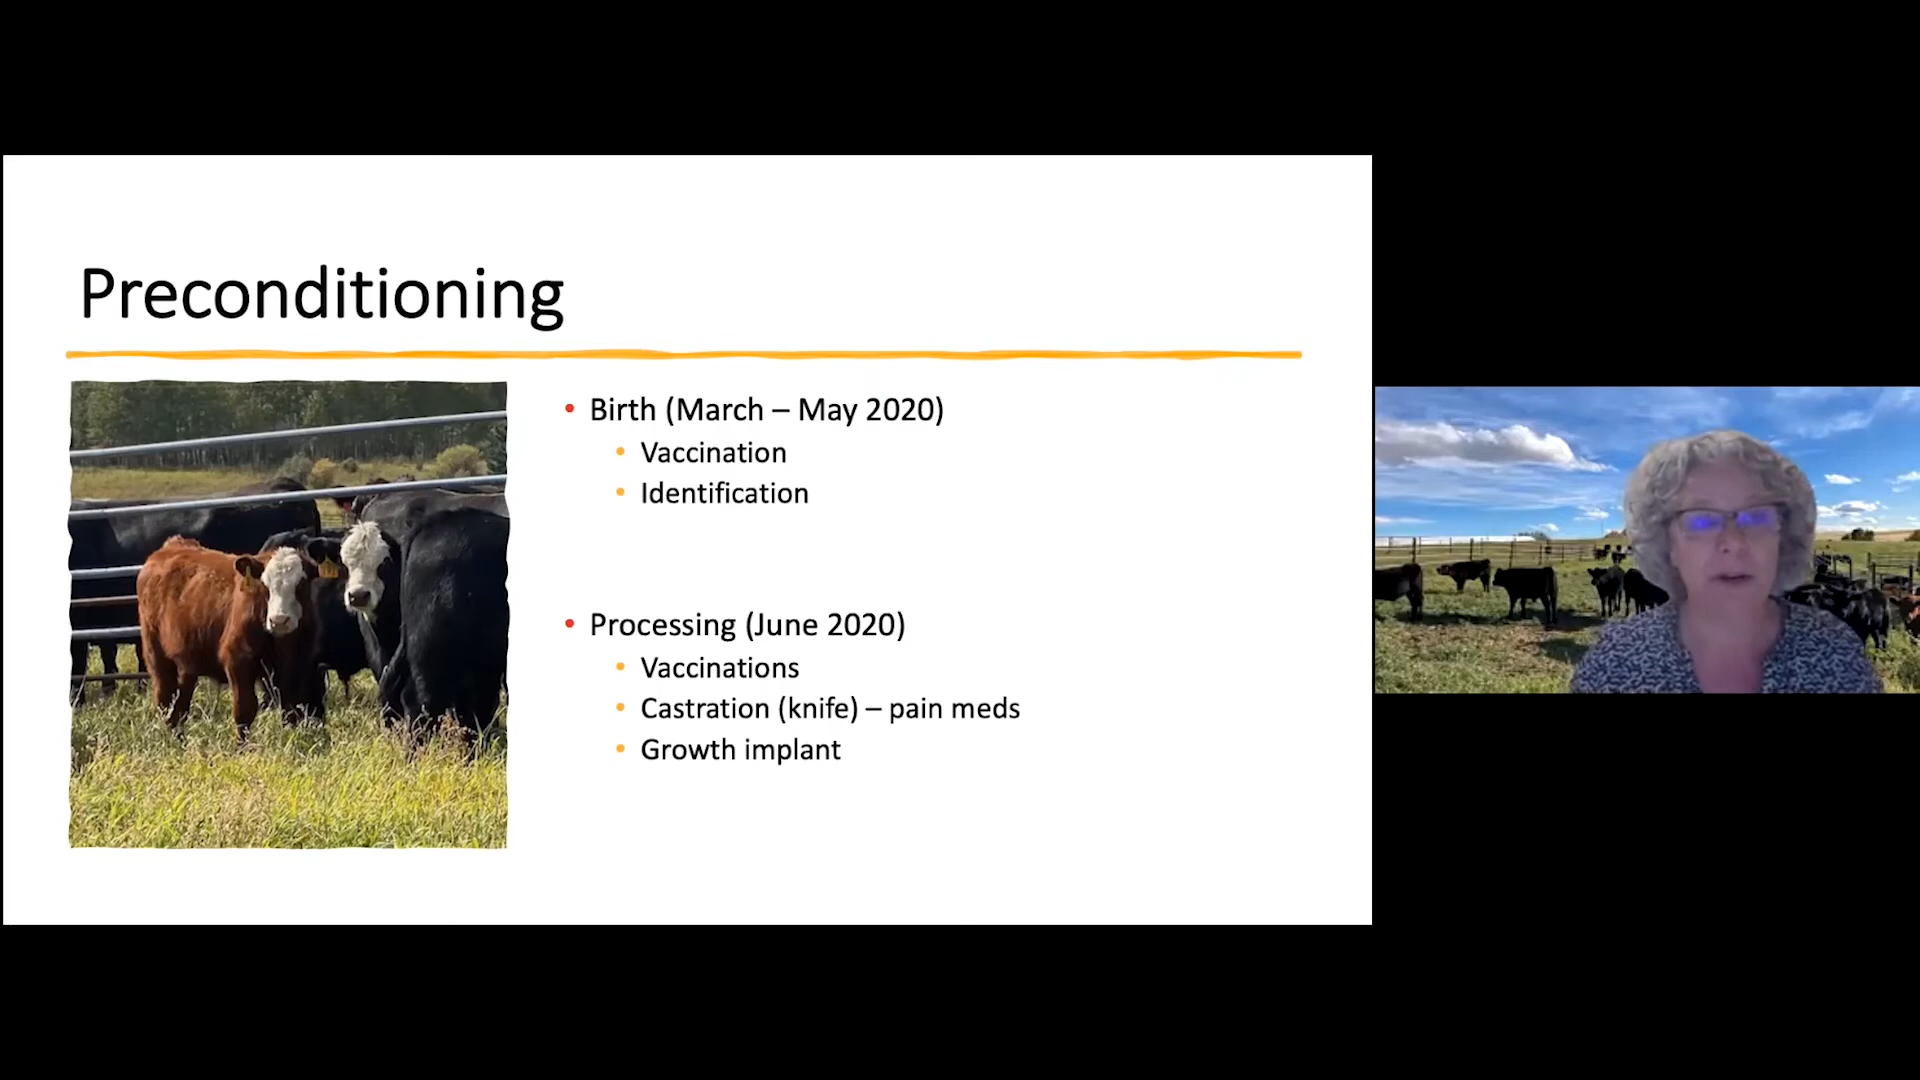 Preconditioning
• Birth (March – May 2020)
• Vaccination
• Identification
• Processing (June 2020)
• Vaccinations
• Castration (knife) – pain meds
• Growth implant